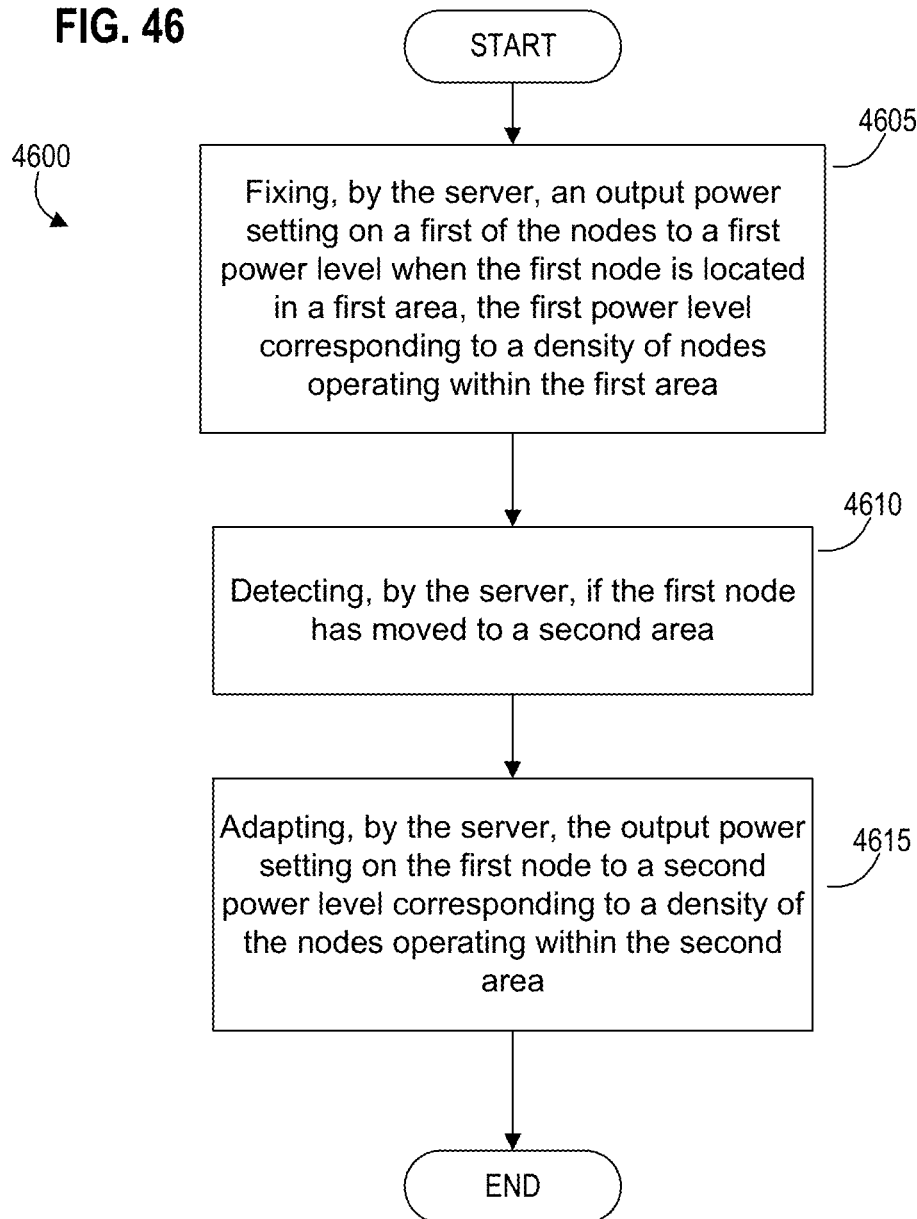 FIG. 46
START
4605
4600
Fixing, by the server, an output power
setting on a first of the nodes to a first
power level when the first node is located
in a first area, the first power level
corresponding to a density of nodes
operating within the first area
4610
Detecting, by the server, if the first node
has moved to a second area
Adapting, by the server, the output power
setting on the first node to a second
power level corresponding to a density of
the nodes operating within the second
area
4615
END